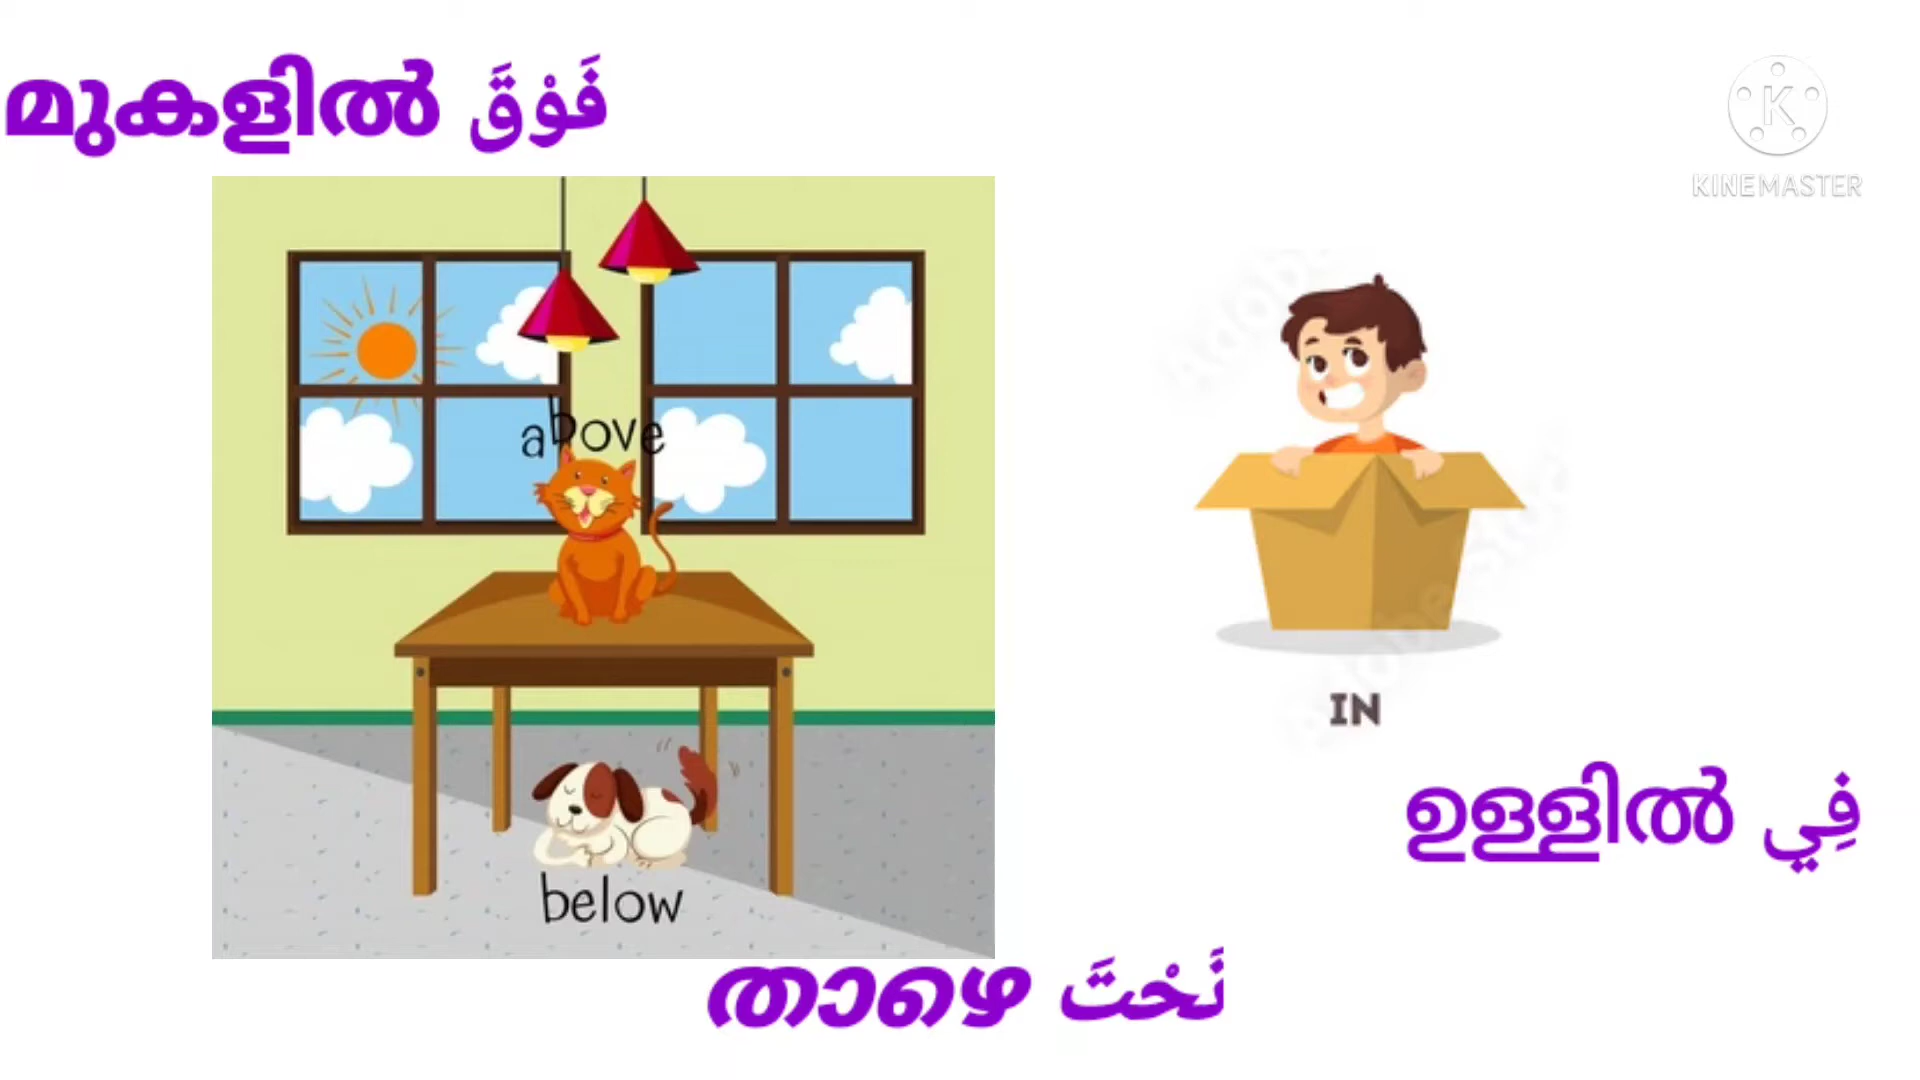 മുകളിൽ فَوْقَ
KINEMASTER
above
below
IN
ഉള്ളിൽ فِي
താഴെ تَحْتَ